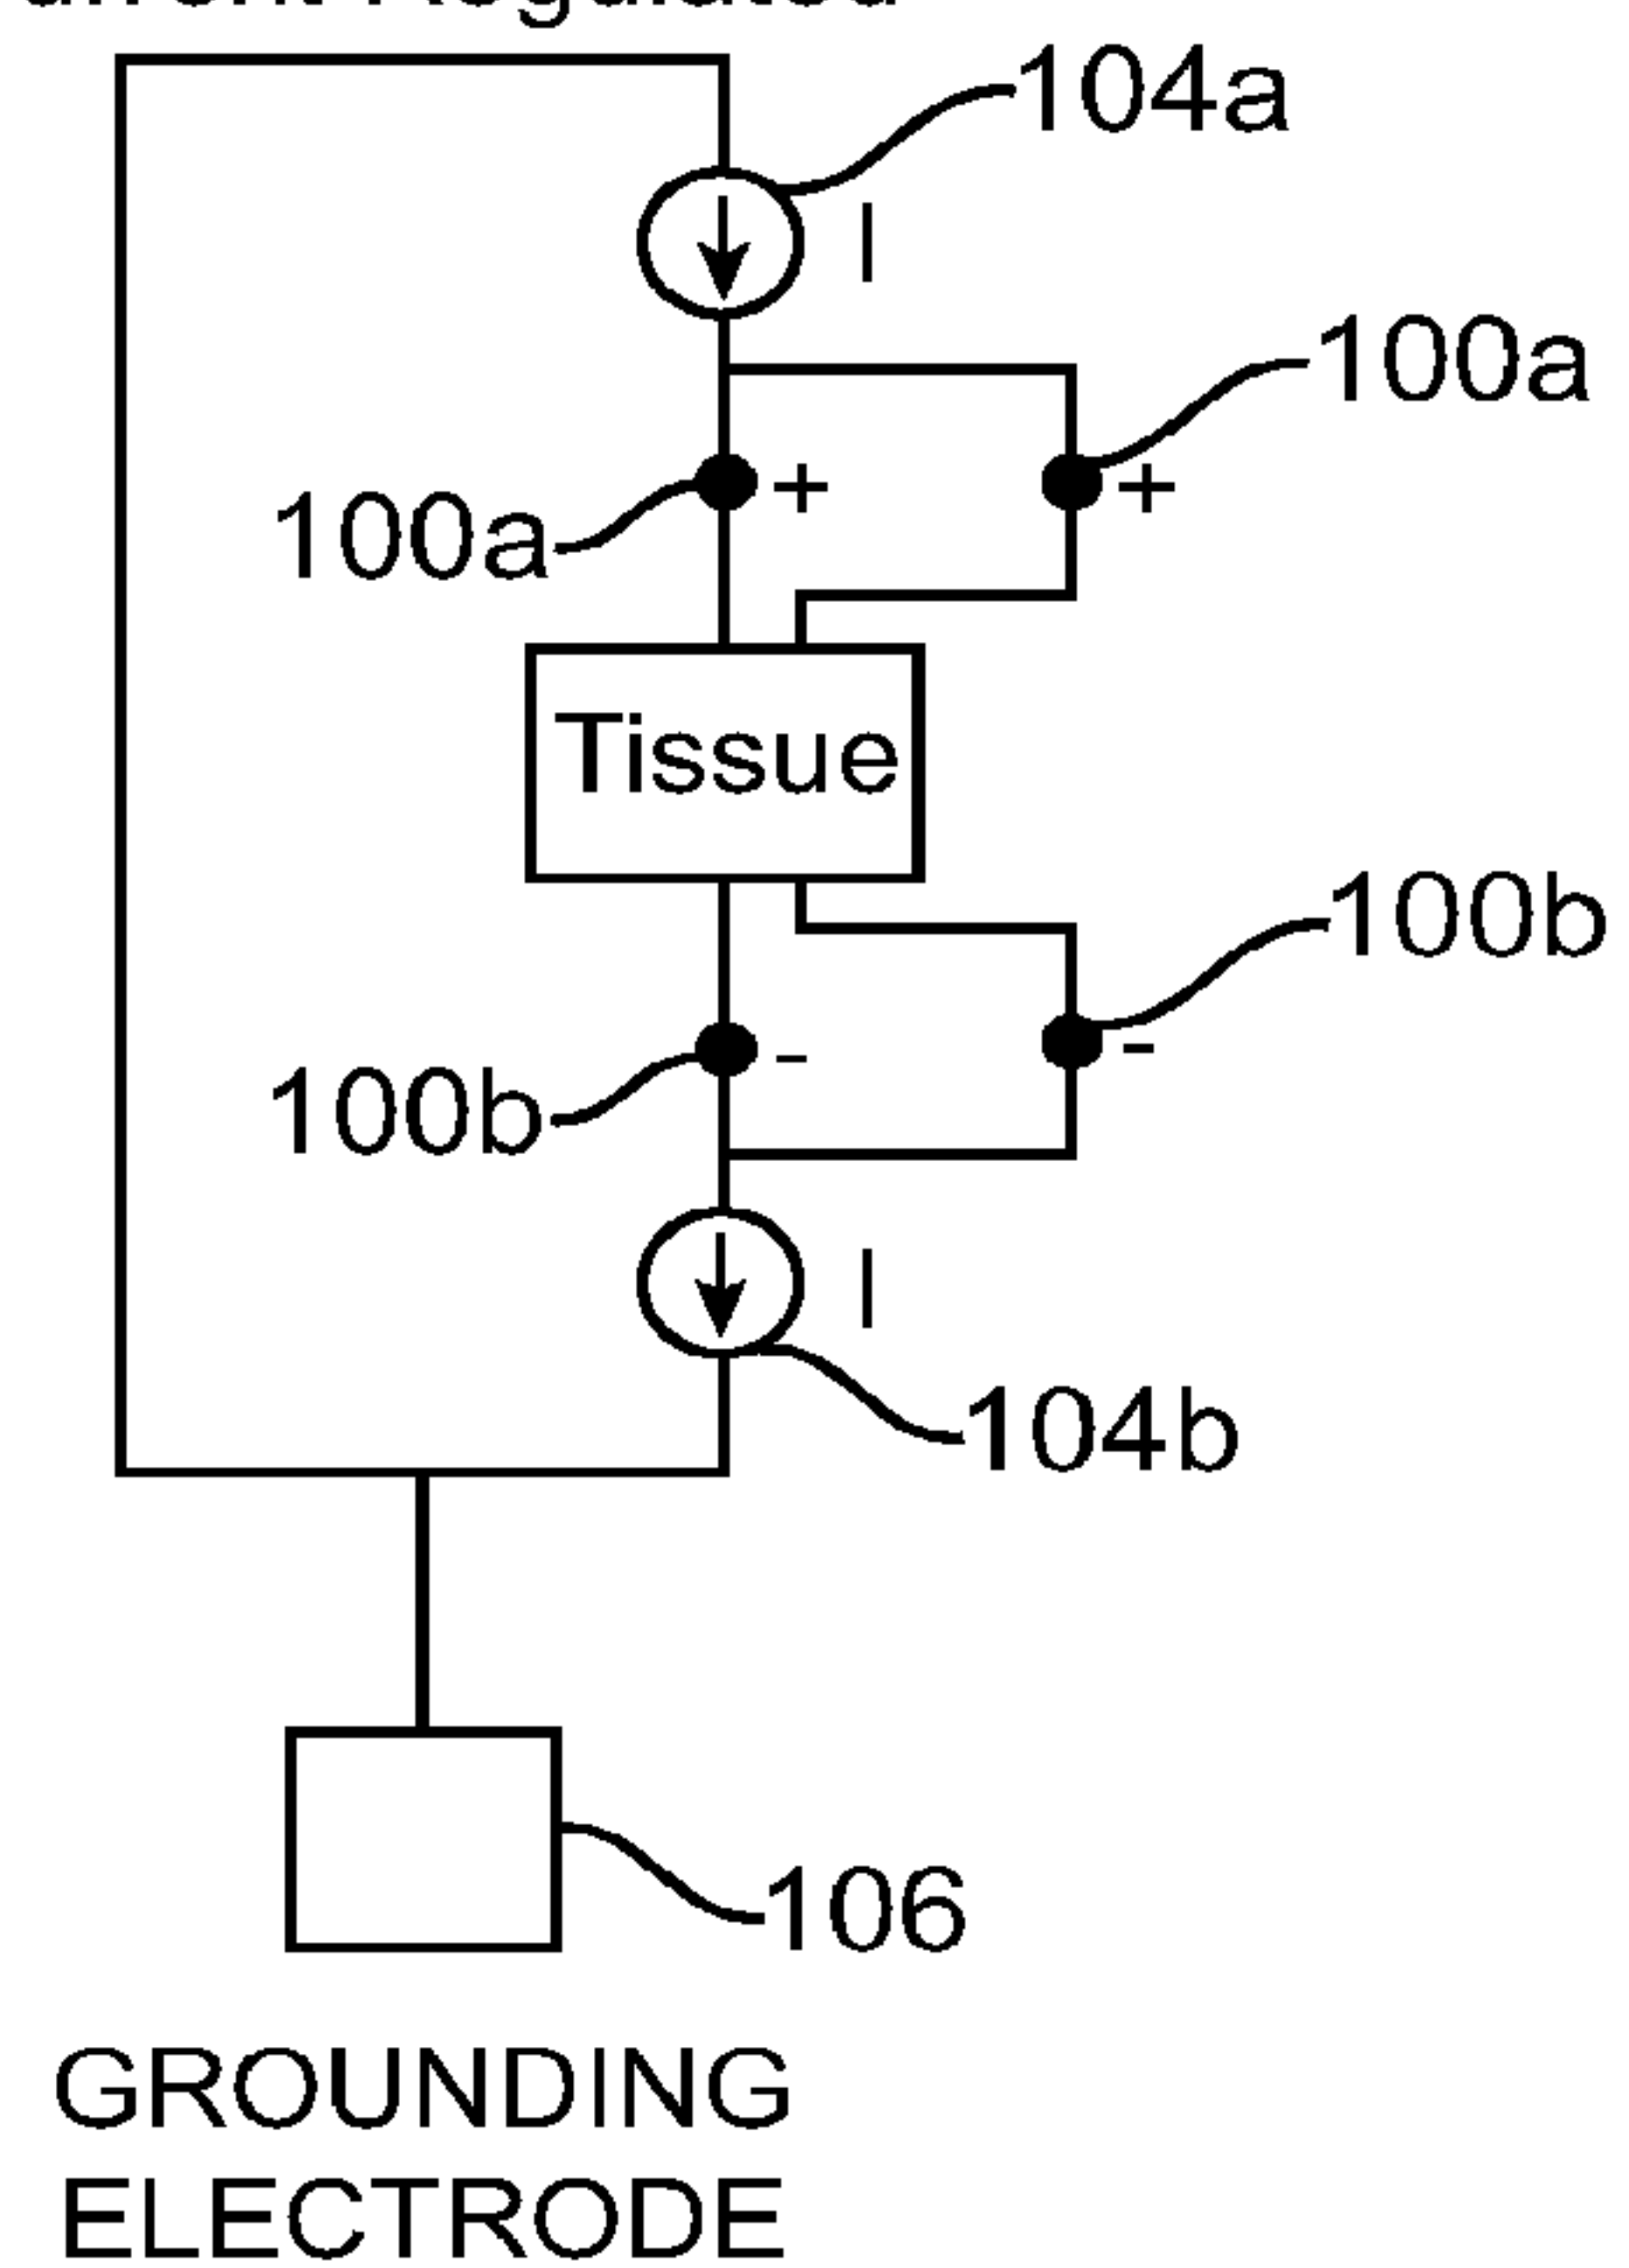 104a
I
100a
+ +
100a
Tissue
100b
- -
100b
I
104b
106
GROUNDING
ELECTRODE